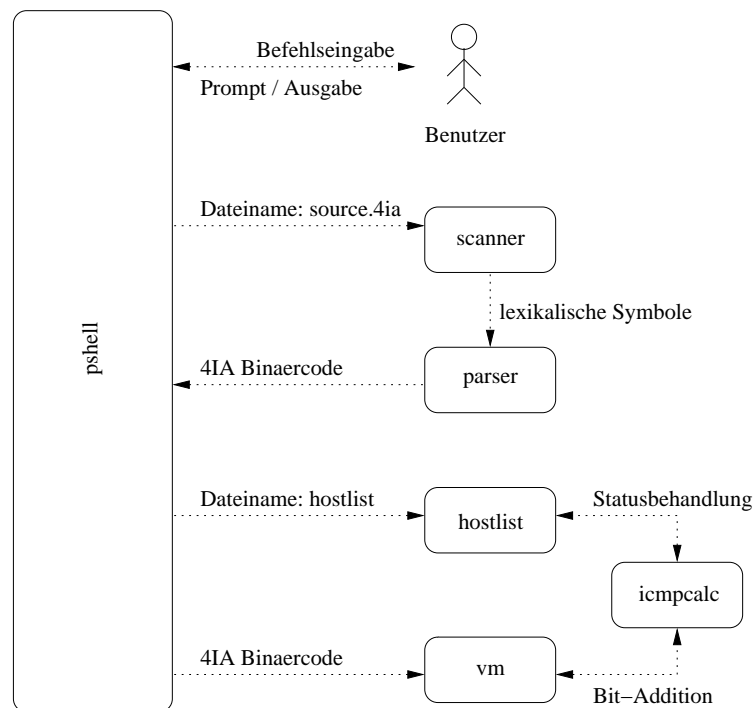 Befehlseingabe
Prompt / Ausgabe
Benutzer
Dateiname: source.4ia
scanner
lexikalische Symbole
pshell
4IA Binaercode
parser
Dateiname: hostlist
hostlist
Statusbehandlung
icmpcalc
4IA Binaercode
vm
Bit−Addition